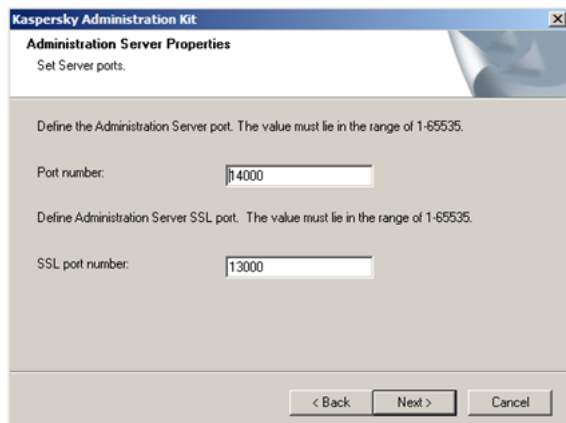 Kaspersky Administration Kit
Administration Server Properties
Set Server ports.
Define the Administration Server port. The value must lie in the range of 1-65535.
Port number:
14000
Define Administration Server SSL port.  The value must lie in the range of 1-65535.
SSL port number:
13000
< Back
Next >
Cancel